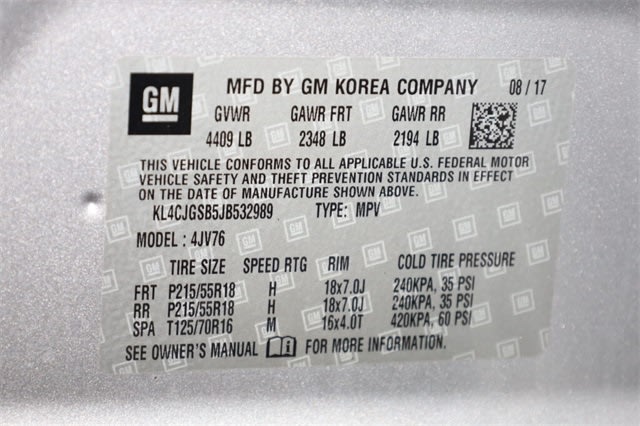 GM MFD BY GM KOREA COMPANY 08 / 17
GVWR GAWR FRT GAWR RR
4409 LB 2348 LB 2194 LB
THIS VEHICLE CONFORMS TO ALL APPLICABLE U.S. FEDERAL MOTOR
VEHICLE SAFETY AND THEFT PREVENTION STANDARDS IN EFFECT
ON THE DATE OF MANUFACTURE SHOWN ABOVE.
KL4CJGSB5JB532989 TYPE: MPV
MODEL : 4JV76
TIRE SIZE SPEED RTG RIM COLD TIRE PRESSURE
FRT P215/55R18 H 18x7.0J 240KPA, 35 PSI
RR P215/55R18 H 18x7.0J 240KPA, 35 PSI
SPA T125/70R16 M 16x4.0T 420KPA, 60 PSI
SEE OWNER'S MANUAL FOR MORE INFORMATION.